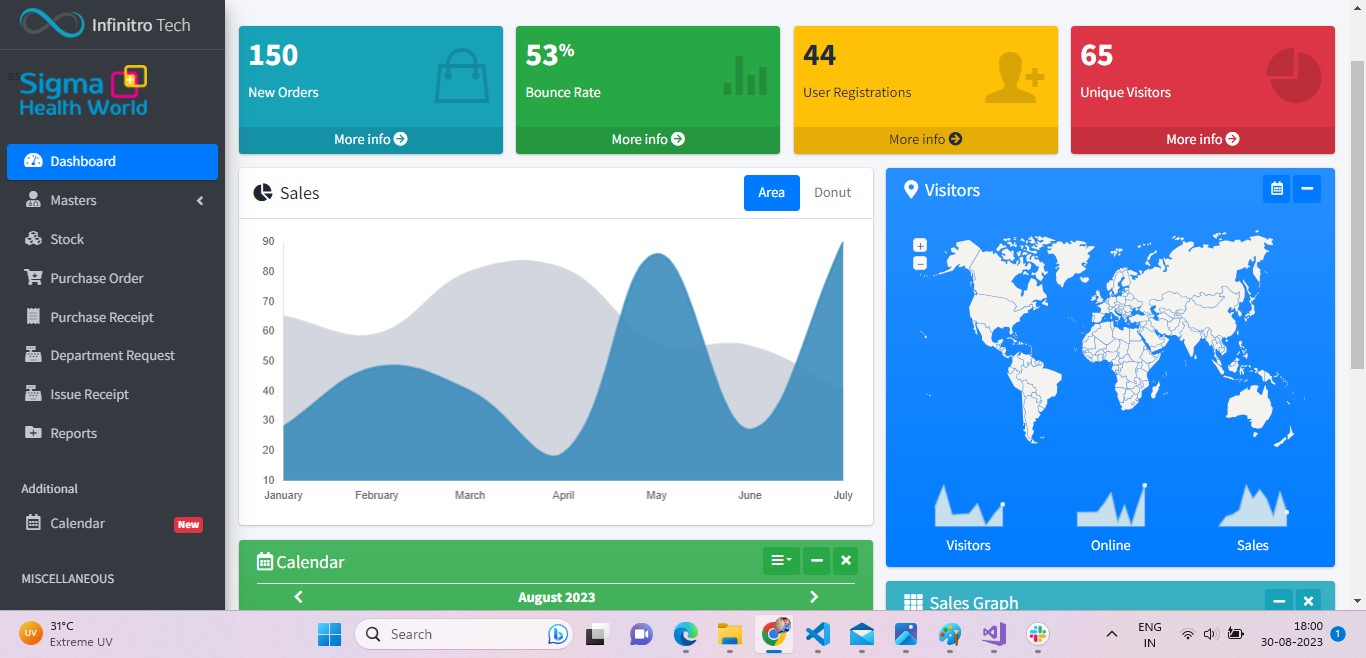 Infinitro Tech
Sigma
Health World
Dashboard
Masters
Stock
Purchase Order
Purchase Receipt
Department Request
Issue Receipt
Reports
Additional
Calendar
New
MISCELLANEOUS
150
New Orders
More info
53%
Bounce Rate
More info
44
User Registrations
More info
65
Unique Visitors
More info
Sales
Area
Donut
90
80
70
60
50
40
30
20
10
January February March April May June July
Visitors
+
−
Visitors
Online
Sales
Calendar
August 2023
Sales Graph
UV
31°C
Extreme UV
Search
ENG
IN
18:00
30-08-2023
1